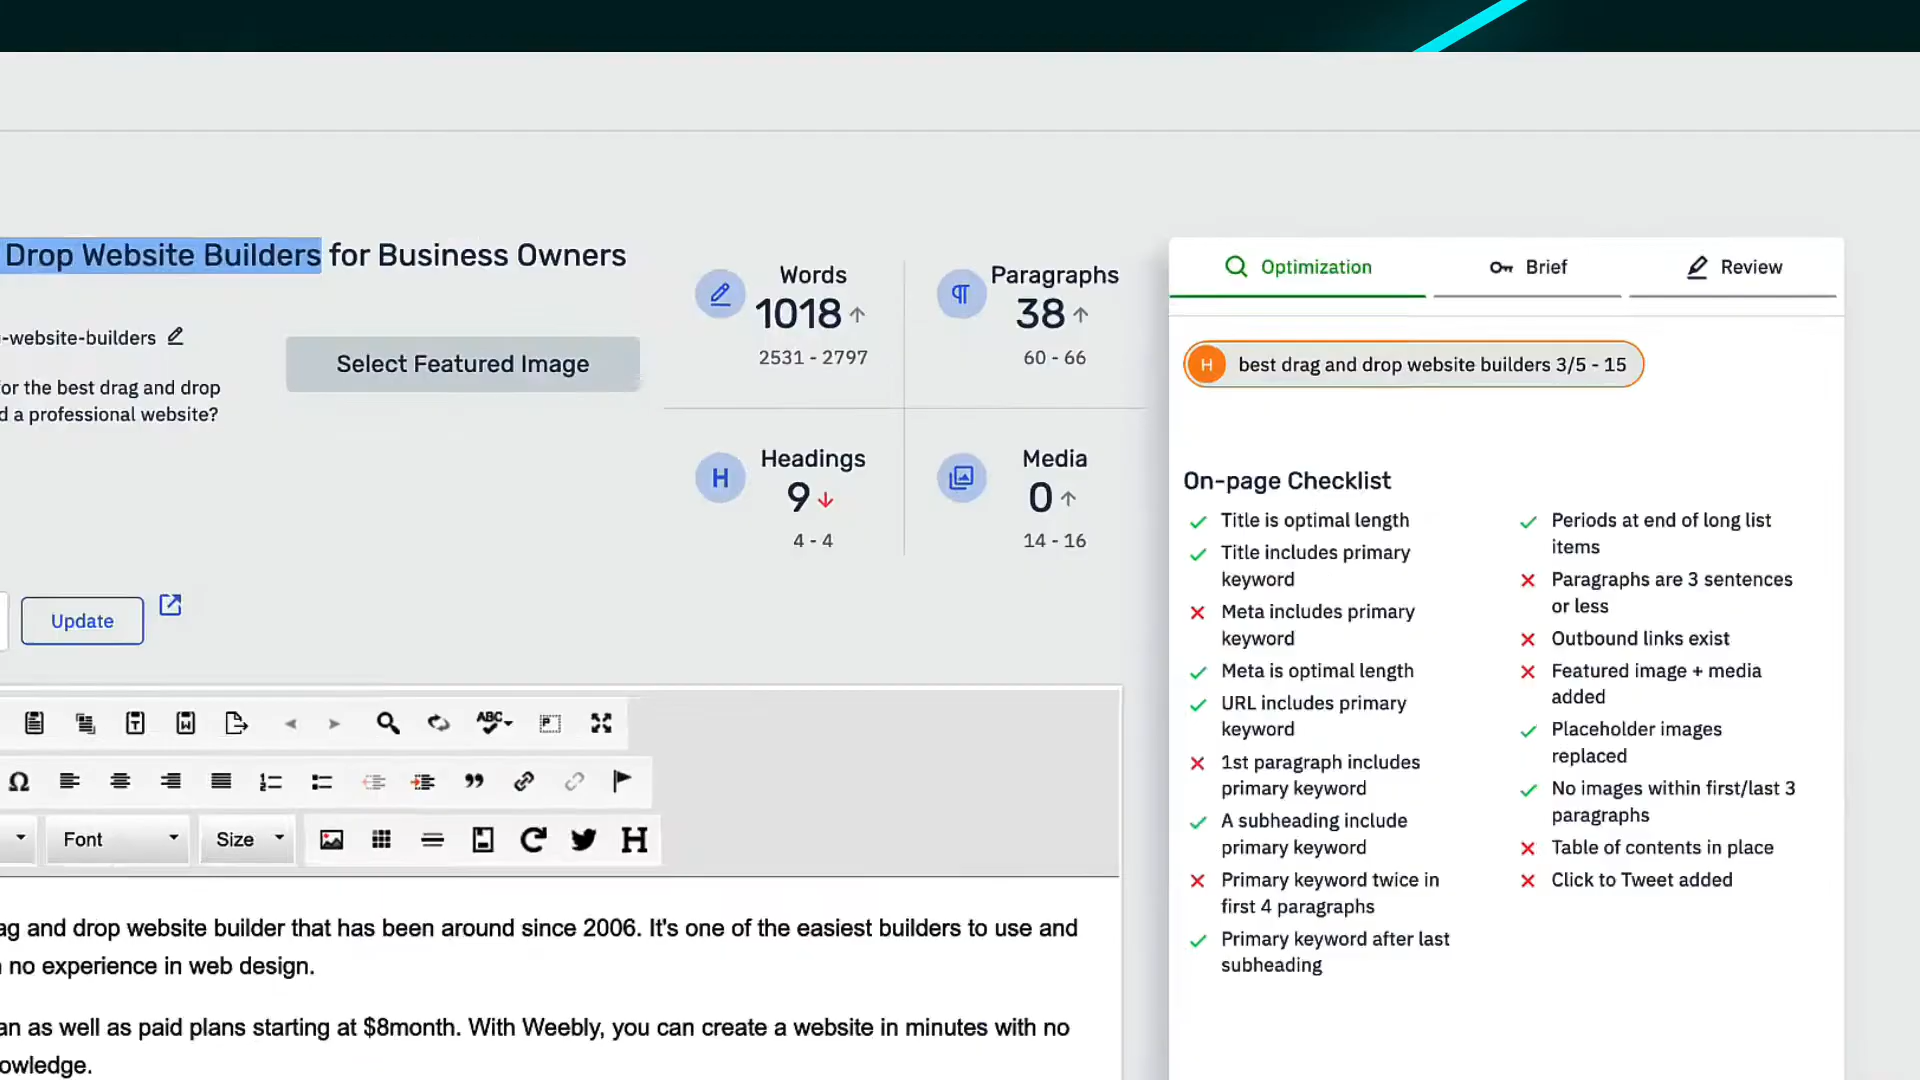 Drop Website Builders for Business Owners
-website-builders
or the best drag and drop
d a professional website?
Select Featured Image
Words
1018
2531 - 2797
Paragraphs
38
60 - 66
H
Headings
9
4 - 4
Media
0
14 - 16
Update
ABC
Font
Size
H
ag and drop website builder that has been around since 2006. It's one of the easiest builders to use and
no experience in web design.
an as well as paid plans starting at $8month. With Weebly, you can create a website in minutes with no
owledge.
Optimization
Brief
Review
H best drag and drop website builders 3/5 - 15
On-page Checklist
Title is optimal length
Title includes primary
keyword
Meta includes primary
keyword
Meta is optimal length
URL includes primary
keyword
1st paragraph includes
primary keyword
A subheading include
primary keyword
Primary keyword twice in
first 4 paragraphs
Primary keyword after last
subheading
Periods at end of long list
items
Paragraphs are 3 sentences
or less
Outbound links exist
Featured image + media
added
Placeholder images
replaced
No images within first/last 3
paragraphs
Table of contents in place
Click to Tweet added